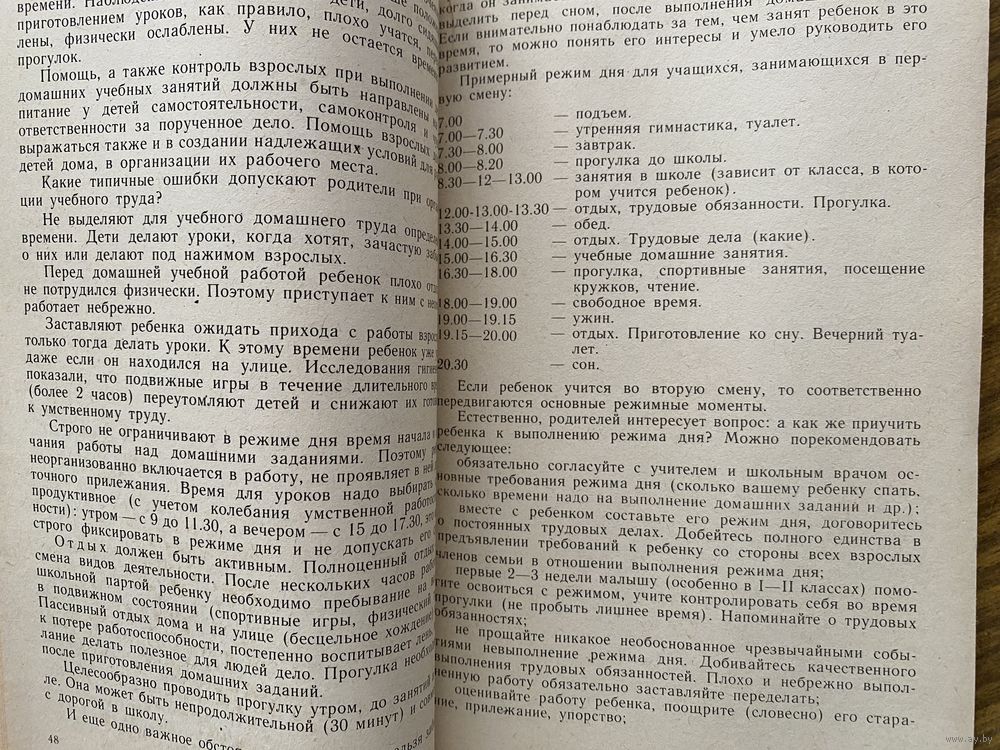 времени.
приготовлением уроков, как правило, плохо учатся,
лены, физически ослаблены. У них не остается
прогулок.
Помощь, а также контроль взрослых при выполнении
домашних учебных занятий должны быть направлены
питание у детей самостоятельности, самоконтроля и
ответственности за порученное дело. Помощь взрослых
выражаться также и в создании надлежащих условий для
детей дома, в организации их рабочего места.
Какие типичные ошибки допускают родители при
ции учебного труда?
Не выделяют для учебного домашнего труда
времени. Дети делают уроки, когда хотят, зачастую
о них или делают под нажимом взрослых.
Перед домашней учебной работой ребенок плохо
не потрудился физически. Поэтому приступает к ним с
работает небрежно.
Заставляют ребенка ожидать прихода с работы
только тогда делать уроки. К этому времени ребенок уже
даже если он находился на улице. Исследования
показали, что подвижные игры в течение длительного
(более 2 часов) переутомляют детей и снижают их
к умственному труду.
Строго не ограничивают в режиме дня время начала
чания работы над домашними заданиями. Поэтому
неорганизованно включается в работу, не проявляет в ней
точного прилежания. Время для уроков надо выбирать
продуктивное (с учетом колебания умственной
ности): утром — с 9 до 11.30, а вечером — с 15 до 17.30,
строго фиксировать в режиме дня и не допускать его
Отдых должен быть активным. Полноценный отдых
смена видов деятельности. После нескольких часов
школьной партой ребенку необходимо пребывание на
в подвижном состоянии (спортивные игры, физический
Пассивный отдых дома и на улице (бесцельное хождение)
к потере работоспособности, постепенно воспитывает лень,
лание делать полезное для людей дело. Прогулка
после приготовления домашних заданий.
Целесообразно проводить прогулку утром, до занятий
ле. Она может быть непродолжительной (30 минут) и
с дорогой в школу.
И еще одно важное
48
выделить перед сном, после выполнения
Если внимательно понаблюдать за тем, чем занят ребенок в это
время, то можно понять его интересы и умело руководить его
развитием.
Примерный режим дня для учащихся, занимающихся в пер-
вую смену:
7.00 — подъем.
7.00—7.30 — утренняя гимнастика, туалет.
7.30—8.00 — завтрак.
8.00—8.20 — прогулка до школы.
8.30—12—13.00 — занятия в школе (зависит от класса, в кото-
ром учится ребенок).
12.00-13.00-13.30 — отдых, трудовые обязанности. Прогулка.
13.30—14.00 — обед.
14.00—15.00 — отдых. Трудовые дела (какие).
15.00—16.30 — учебные домашние занятия.
16.30—18.00 — прогулка, спортивные занятия, посещение
кружков, чтение.
18.00—19.00 — свободное время.
19.00—19.15 — ужин.
19.15—20.00 — отдых. Приготовление ко сну. Вечерний туа-
лет.
20.30 — сон.
Если ребенок учится во вторую смену, то соответственно
передвигаются основные режимные моменты.
Естественно, родителей интересует вопрос: а как же приучить
ребенка к выполнению режима дня? Можно порекомендовать
следующее:
обязательно согласуйте с учителем и школьным врачом ос-
новные требования режима дня (сколько вашему ребенку спать,
сколько времени надо на выполнение домашних заданий и др.);
вместе с ребенком составьте его режим дня, договоритесь
о постоянных трудовых делах. Добейтесь полного единства в
предъявлении требований к ребенку со стороны всех взрослых
членов семьи в отношении выполнения режима дня;
первые 2—3 недели малышу (особенно в I—II классах) помо-
гите освоиться с режимом, учите контролировать себя во время
прогулки (не пробыть лишнее время). Напоминайте о трудовых
обязанностях;
не прощайте никакое необоснованное чрезвычайными собы-
тиями невыполнение режима дня. Добивайтесь качественного
выполнения трудовых обязанностей. Плохо и небрежно выпол-
ненную работу обязательно заставляйте переделать;
оценивайте работу ребенка, поощрите (словесно) его стара-
ние, прилежание, упорство;
www.ay.by